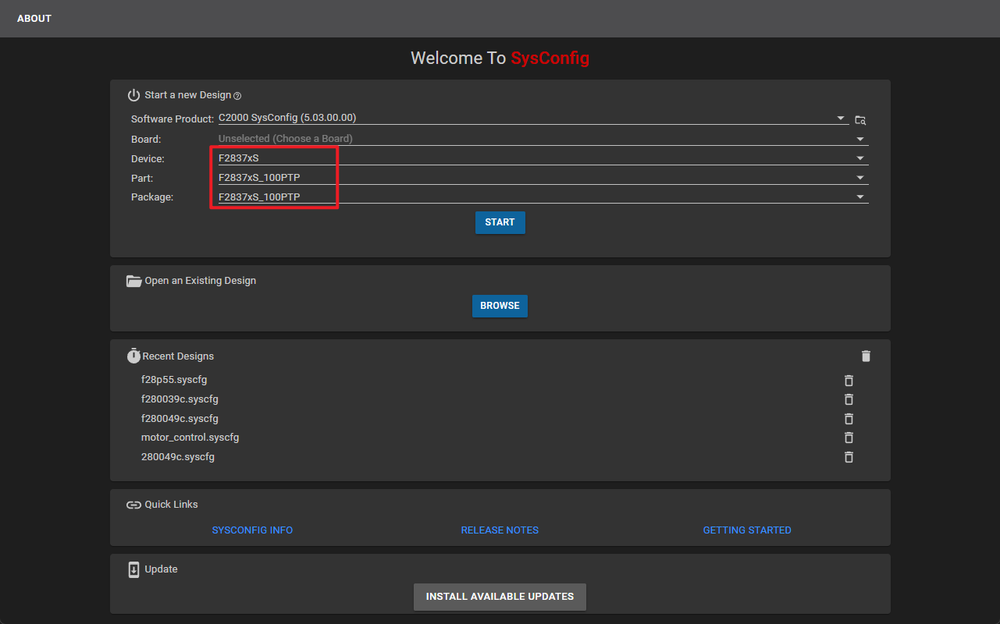 ABOUT
Welcome To SysConfig
Start a new Design
Software Product: C2000 SysConfig (5.03.00.00)
Board: Unselected (Choose a Board)
Device: F2837xS
Part: F2837xS_100PTP
Package: F2837xS_100PTP
START
Open an Existing Design
BROWSE
Recent Designs
f28p55.syscfg
f280039c.syscfg
f280049c.syscfg
motor_control.syscfg
280049c.syscfg
Quick Links
SYSCONFIG INFO RELEASE NOTES GETTING STARTED
Update
INSTALL AVAILABLE UPDATES